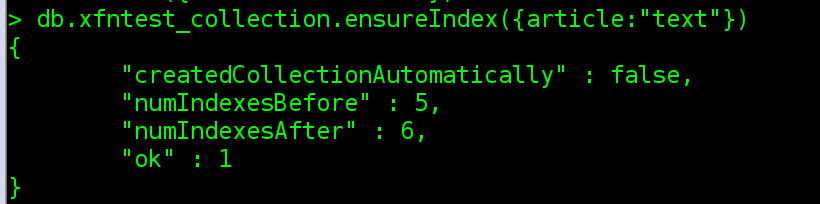 > db.xfntest_collection.ensureIndex({article:"text"})
{
"createdCollectionAutomatically" : false,
"numIndexesBefore" : 5,
"numIndexesAfter" : 6,
"ok" : 1
}